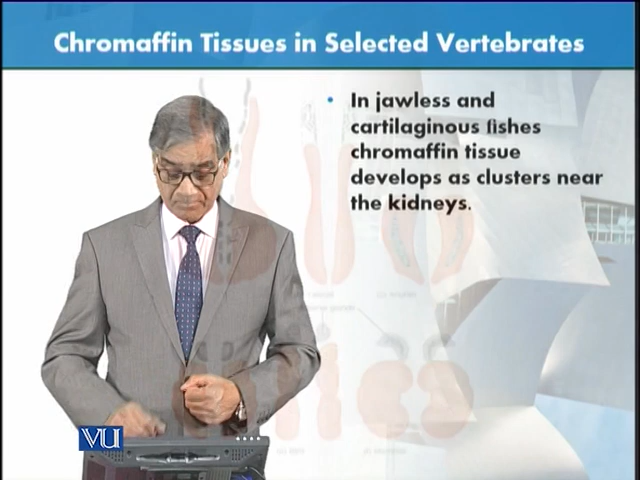 Chromaffin Tissues in Selected Vertebrates
• In jawless and
cartilaginous fishes
chromaffin tissue
develops as clusters near
the kidneys.
VU